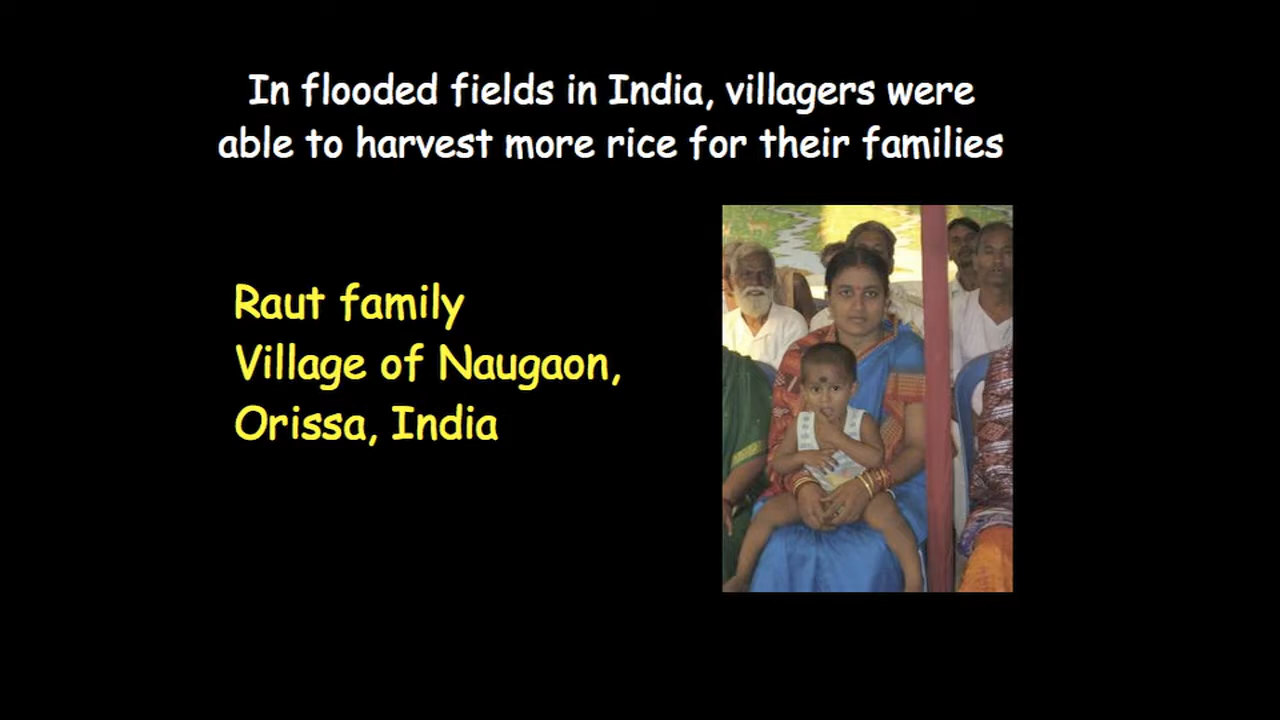 In flooded fields in India, villagers were
able to harvest more rice for their families
Raut family
Village of Naugaon,
Orissa, India